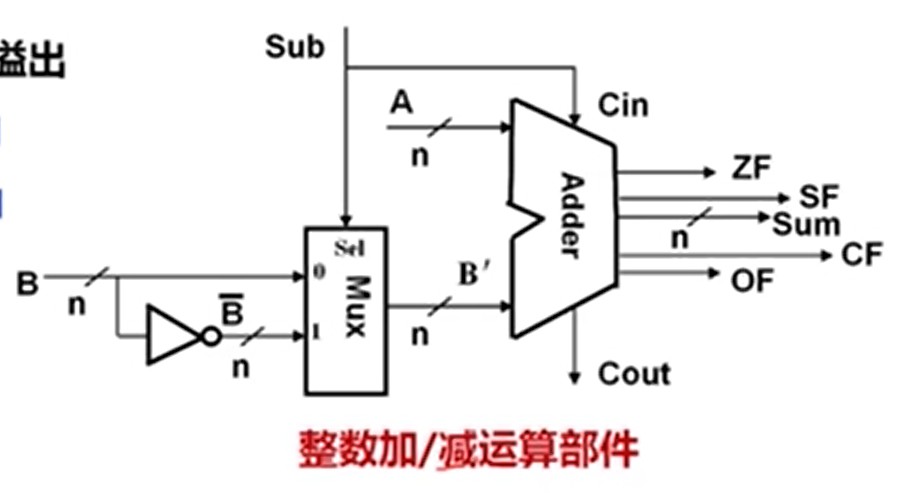 溢出
Sub
A
n
Cin
Adder
ZF
SF
Sum
n
CF
OF
Sel
0
Mux
1
B
n
B̅
n
B′
n
Cout
整数加/减运算部件